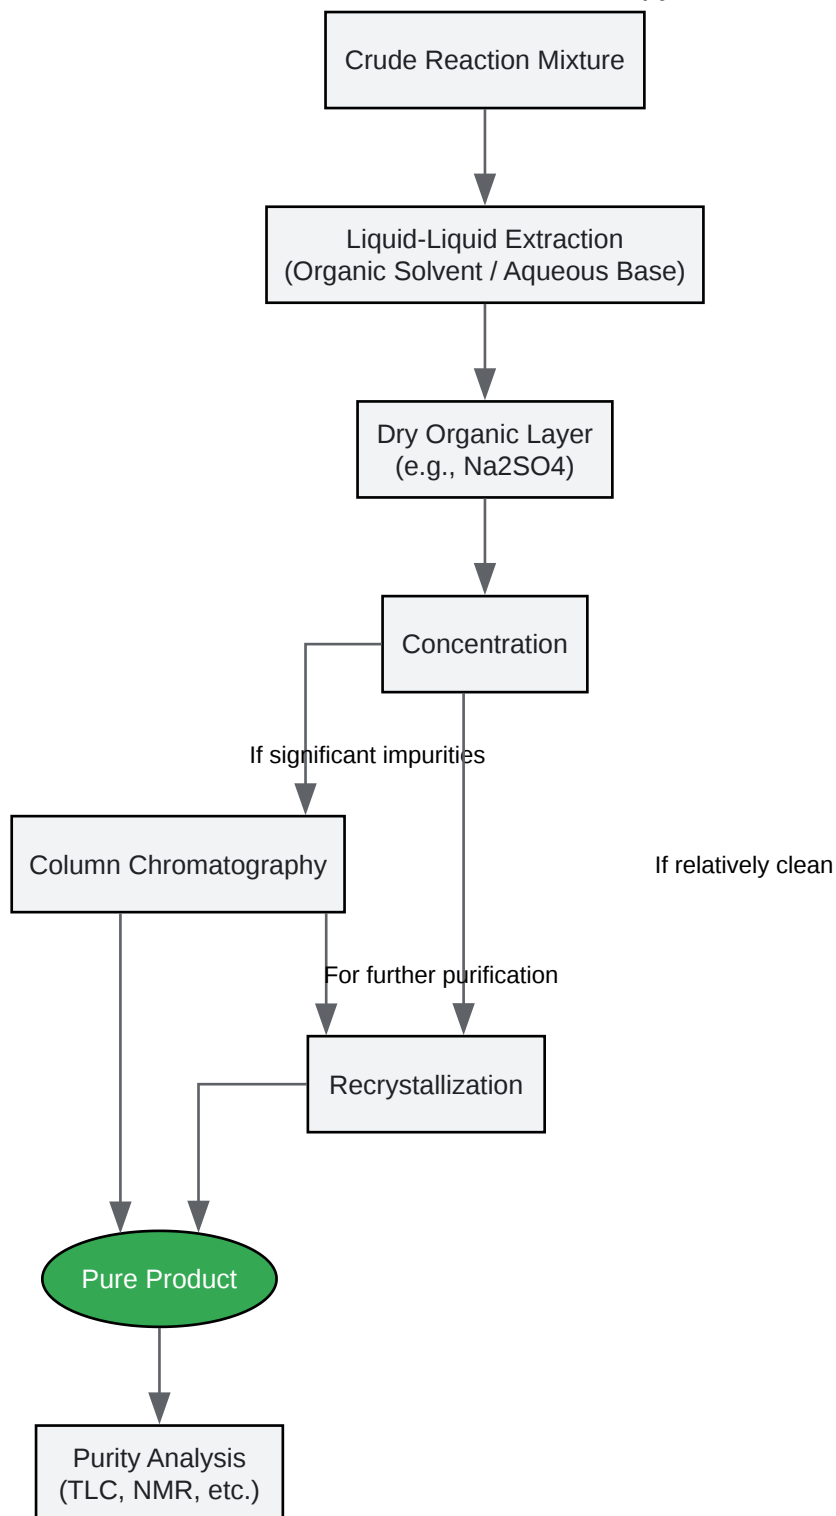 Crude Reaction Mixture
Liquid-Liquid Extraction
(Organic Solvent / Aqueous Base)
Dry Organic Layer
(e.g., Na2SO4)
Concentration
If significant impurities
Column Chromatography
If relatively clean
For further purification
Recrystallization
Pure Product
Purity Analysis
(TLC, NMR, etc.)